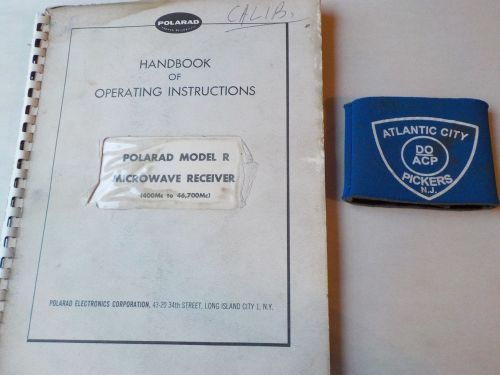 CALIB.
POLARAD
HANDBOOK
OF
OPERATING INSTRUCTIONS
POLARAD MODEL R
MICROWAVE RECEIVER
(400Mc to 46,700Mc)
POLARAD ELECTRONICS CORPORATION, 43-20 34th STREET, LONG ISLAND CITY 1, N.Y.
ATLANTIC CITY
DO
ACP
PICKERS
N.J.